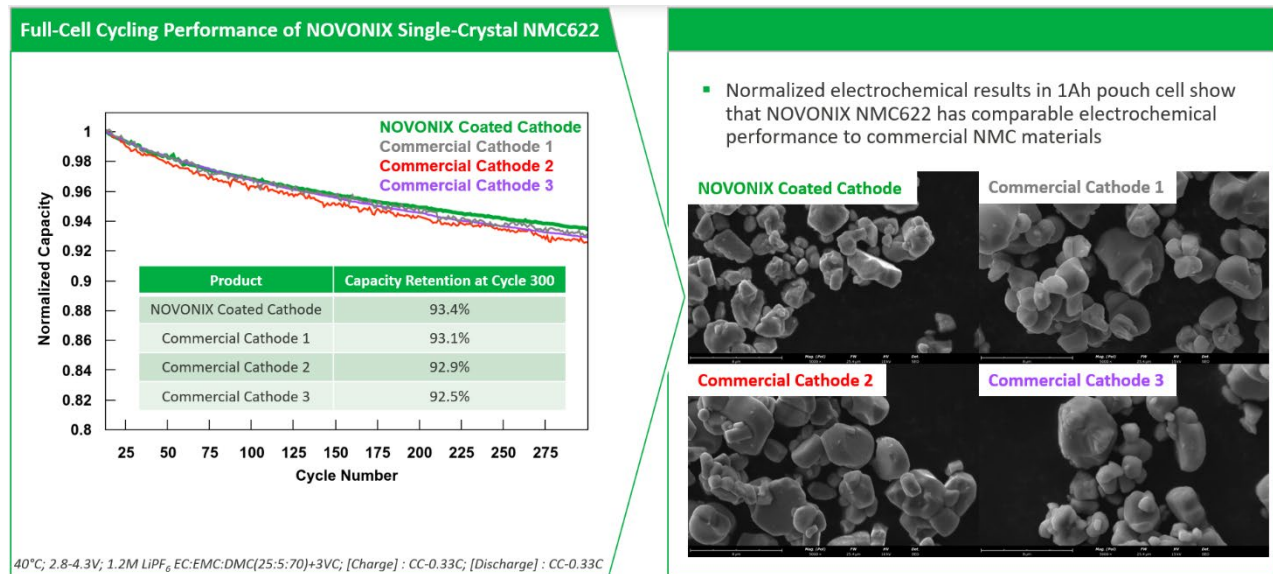 Full-Cell Cycling Performance of NOVONIX Single-Crystal NMC622
Normalized Capacity
1
0.98
0.96
0.94
0.92
0.9
0.88
0.86
0.84
0.82
0.8
NOVONIX Coated Cathode
Commercial Cathode 1
Commercial Cathode 2
Commercial Cathode 3
Product Capacity Retention at Cycle 300
NOVONIX Coated Cathode 93.4%
Commercial Cathode 1 93.1%
Commercial Cathode 2 92.9%
Commercial Cathode 3 92.5%
25 50 75 100 125 150 175 200 225 250 275
Cycle Number
40°C; 2.8-4.3V; 1.2M LiPF₆ EC:EMC:DMC(25:5:70)+3VC; [Charge] : CC-0.33C; [Discharge] : CC-0.33C
▪ Normalized electrochemical results in 1Ah pouch cell show
that NOVONIX NMC622 has comparable electrochemical
performance to commercial NMC materials
NOVONIX Coated Cathode
Commercial Cathode 1
Commercial Cathode 2
Commercial Cathode 3